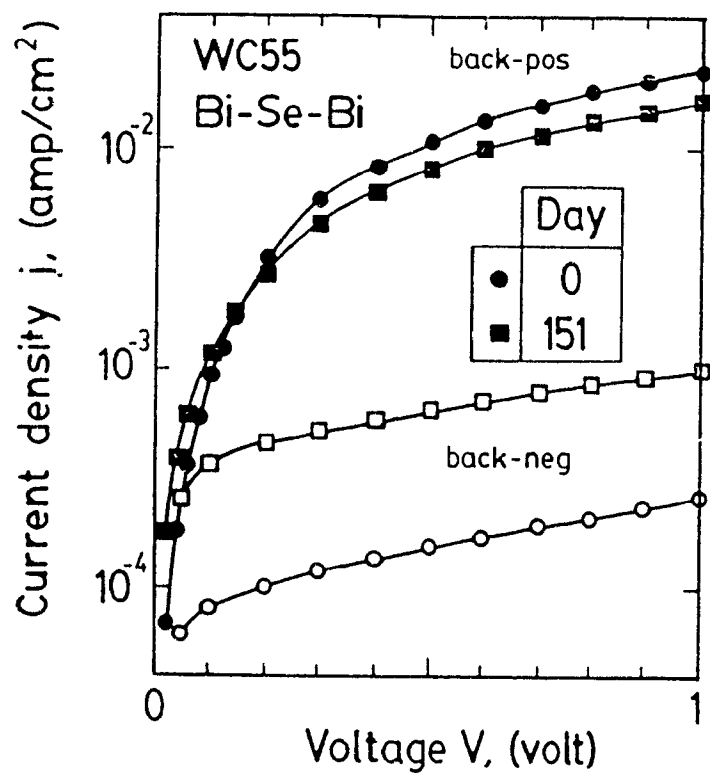 WC55
Bi-Se-Bi
back-pos
Day
0
151
back-neg
10⁻²
10⁻³
10⁻⁴
Current density j, (amp/cm²)
0
1
Voltage V, (volt)